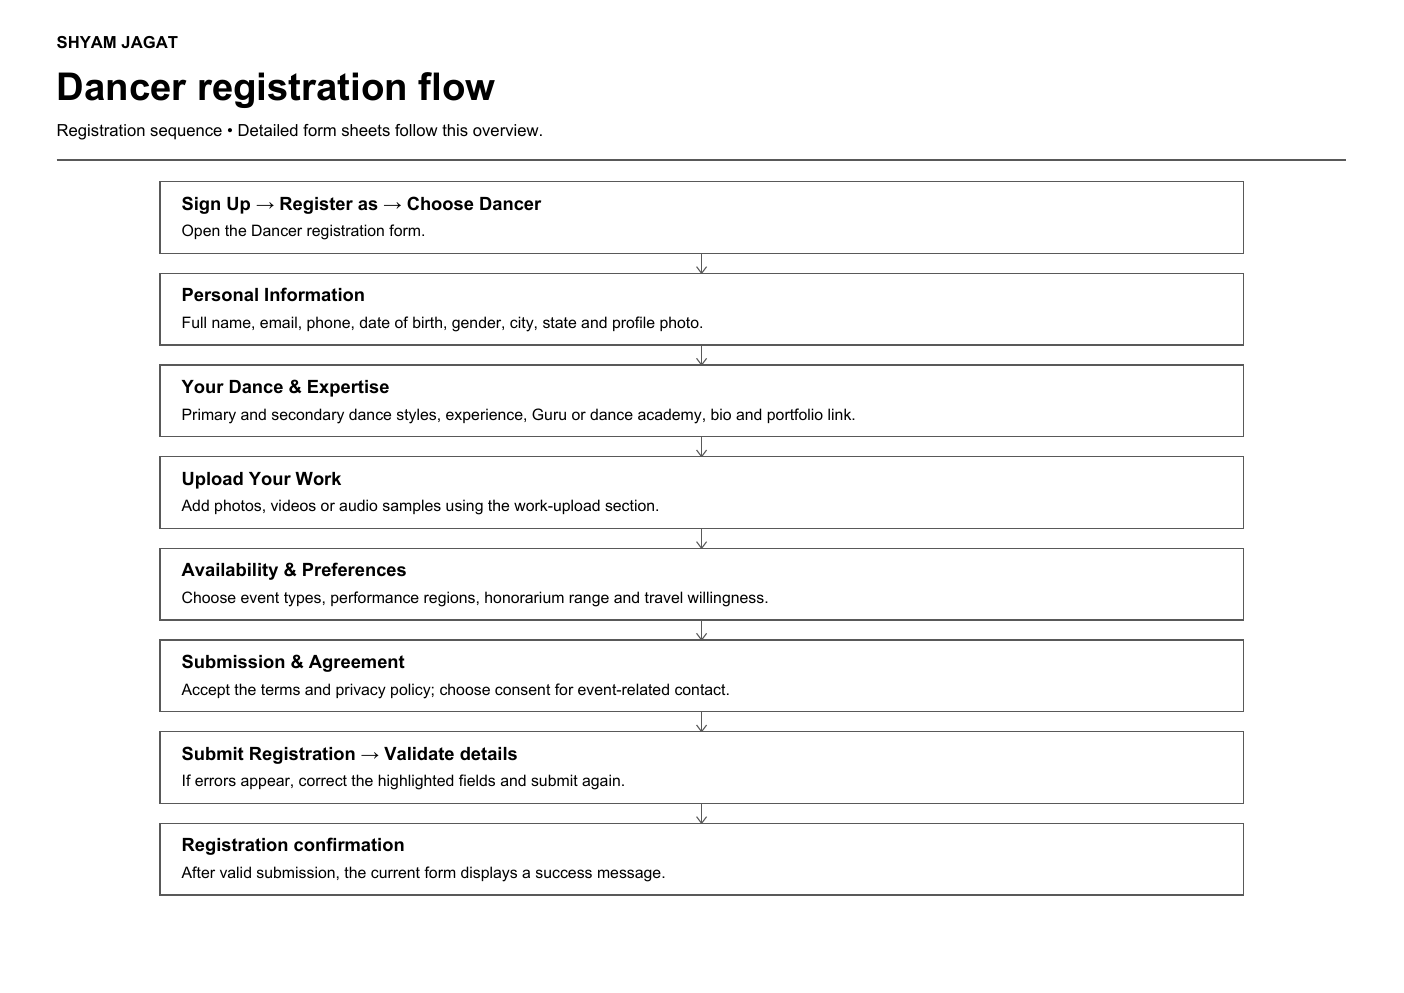 SHYAM JAGAT
Dancer registration flow
Registration sequence • Detailed form sheets follow this overview.
Sign Up → Register as → Choose Dancer
Open the Dancer registration form.
Personal Information
Full name, email, phone, date of birth, gender, city, state and profile photo.
Your Dance & Expertise
Primary and secondary dance styles, experience, Guru or dance academy, bio and portfolio link.
Upload Your Work
Add photos, videos or audio samples using the work-upload section.
Availability & Preferences
Choose event types, performance regions, honorarium range and travel willingness.
Submission & Agreement
Accept the terms and privacy policy; choose consent for event-related contact.
Submit Registration → Validate details
If errors appear, correct the highlighted fields and submit again.
Registration confirmation
After valid submission, the current form displays a success message.